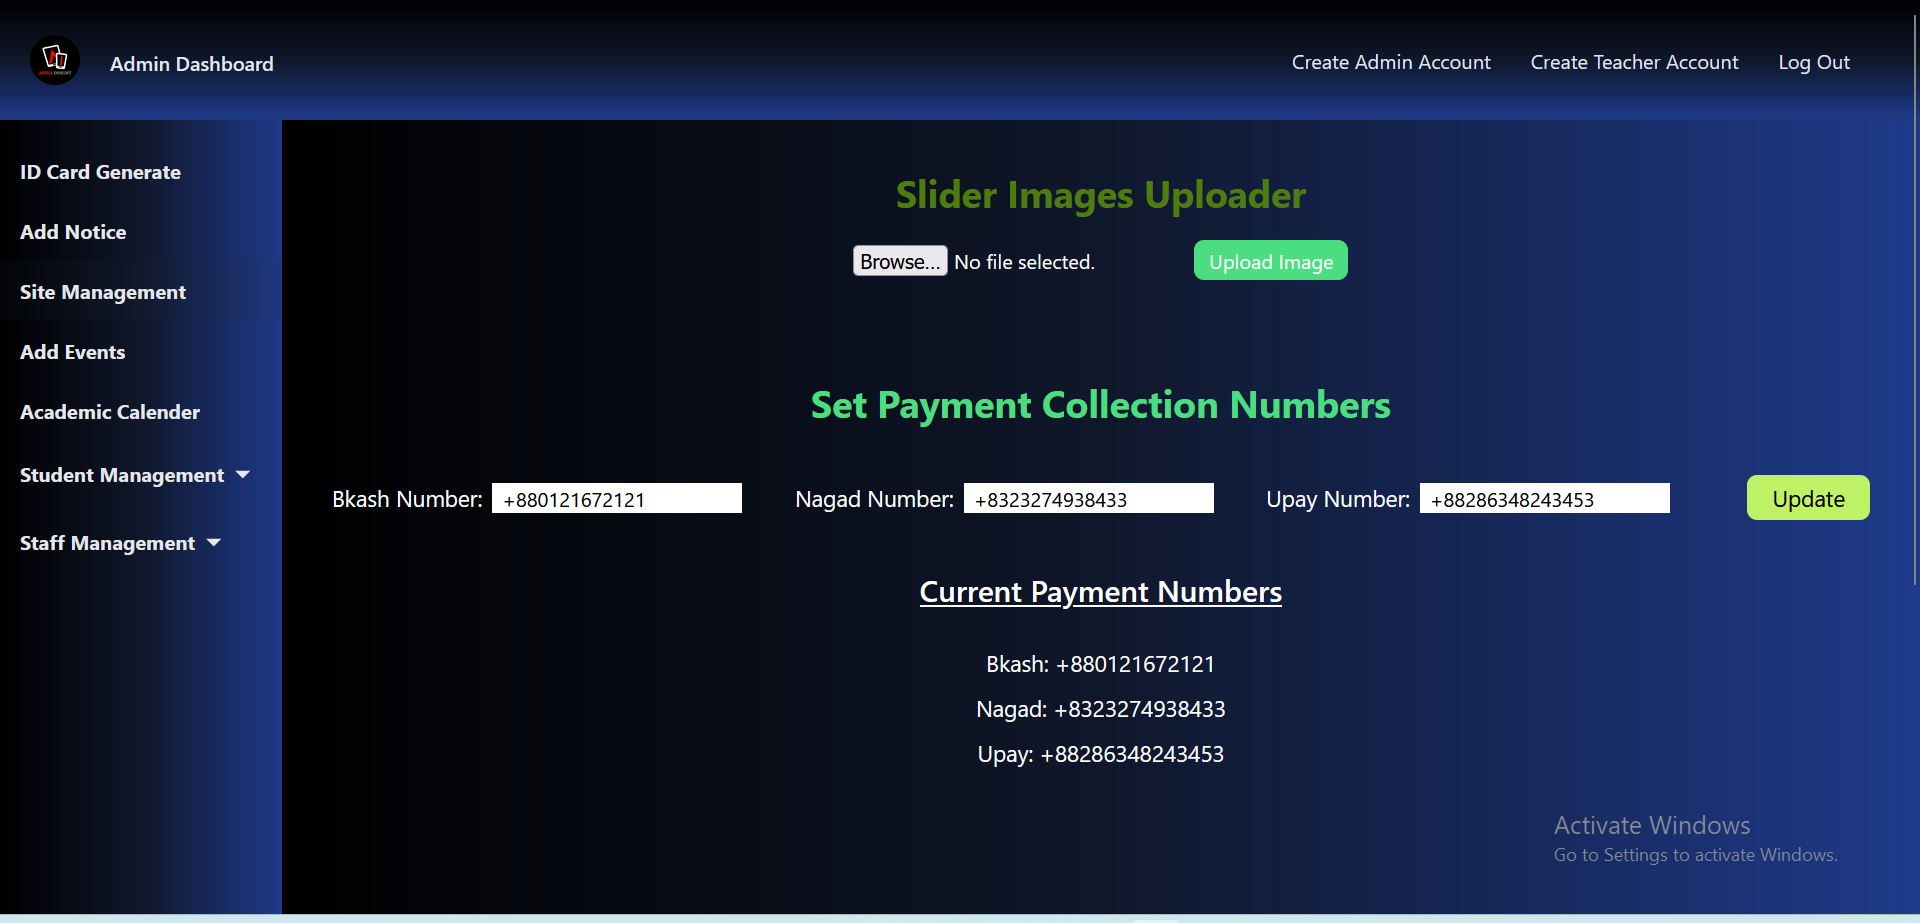 ASTRA INSIGHT
Admin Dashboard
Create Admin Account
Create Teacher Account
Log Out
ID Card Generate
Add Notice
Site Management
Add Events
Academic Calender
Student Management
Staff Management
Slider Images Uploader
Browse... No file selected.
Upload Image
Set Payment Collection Numbers
Bkash Number: +880121672121
Nagad Number: +8323274938433
Upay Number: +88286348243453
Update
Current Payment Numbers
Bkash: +880121672121
Nagad: +8323274938433
Upay: +88286348243453
Activate Windows
Go to Settings to activate Windows.